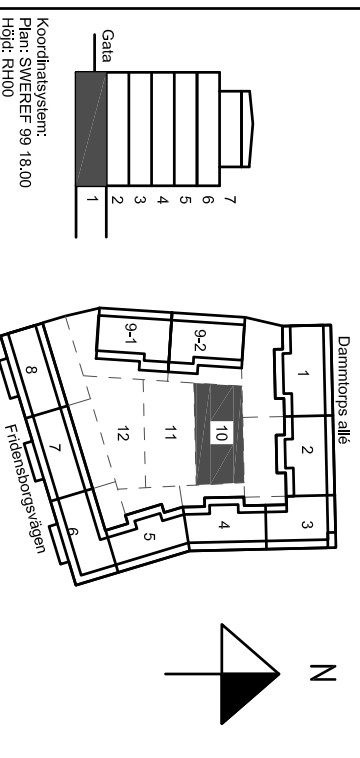 Gata
7
6
5
4
3
2
1
Koordinatsystem:
Plan: SWEREF 99 18.00
Höjd: RH00
Dammtorps allé
1
2
3
9-1
9-2
10
11
12
4
5
6
7
8
Fridensborgsvägen
N